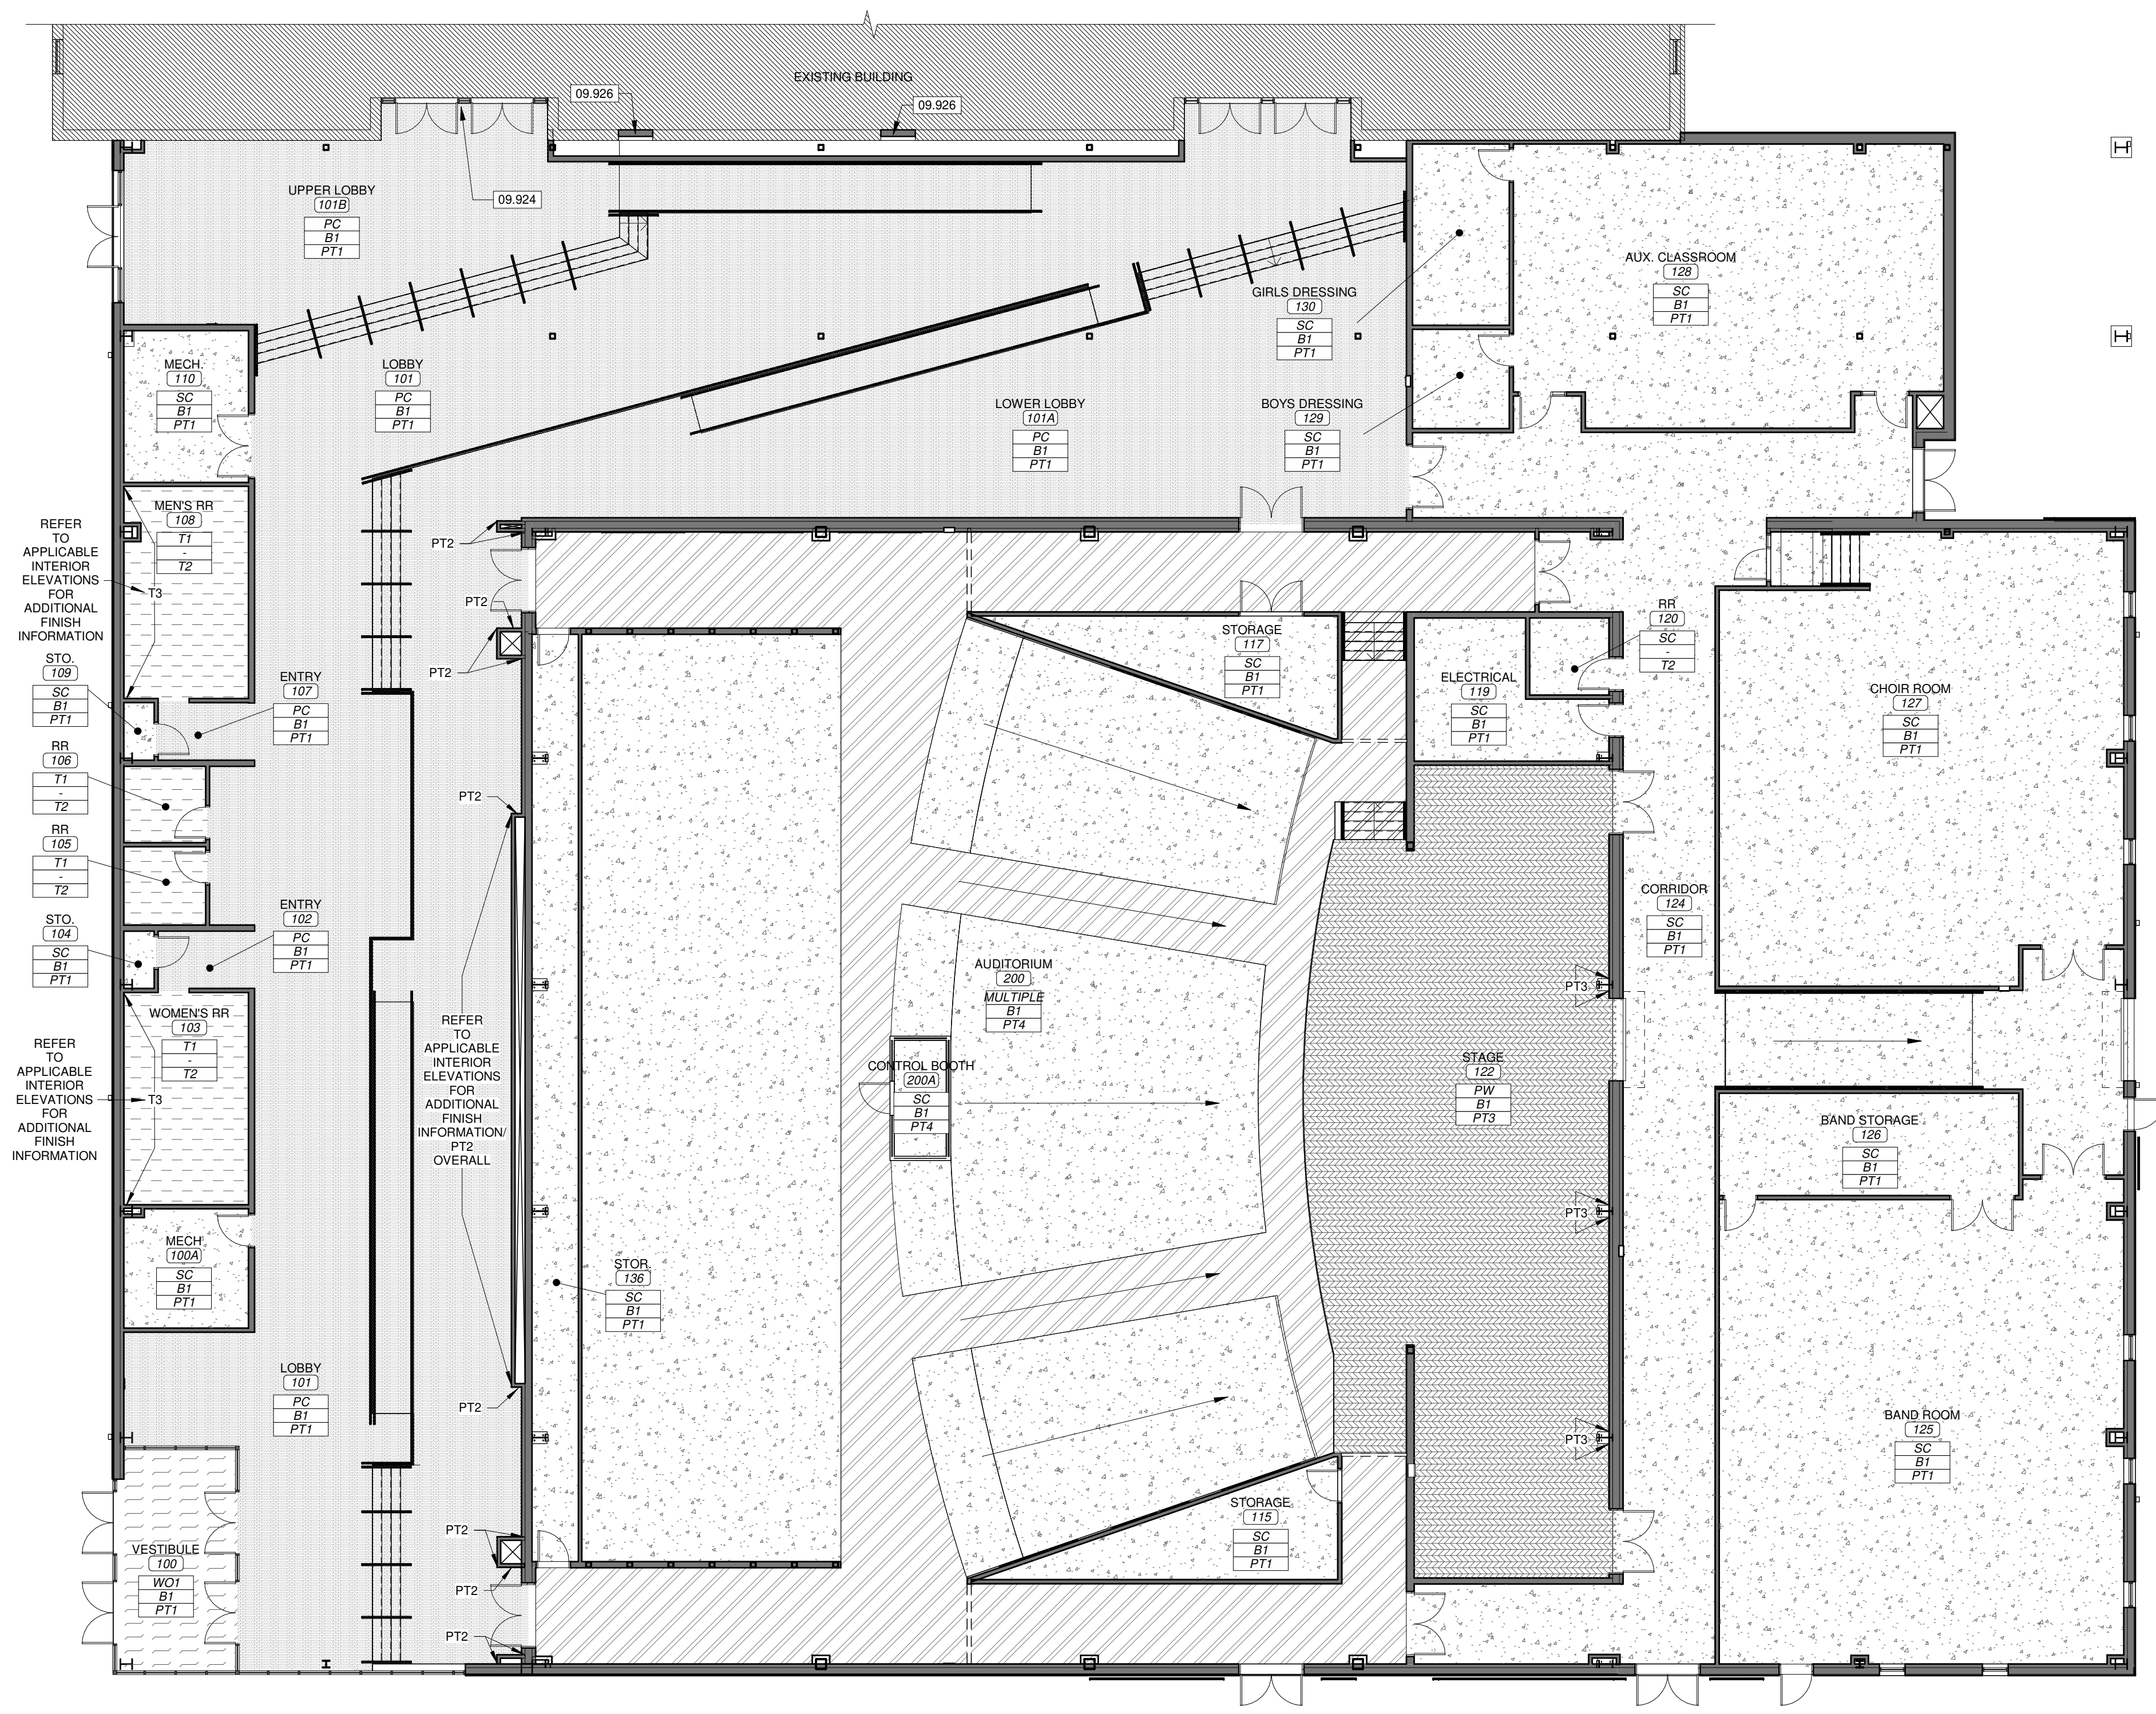 EXISTING BUILDING
09.926
09.926
09.924
UPPER LOBBY
101B
PC
B1
PT1
AUX. CLASSROOM
128
SC
B1
PT1
GIRLS DRESSING
130
SC
B1
PT1
MECH.
110
SC
B1
PT1
LOBBY
101
PC
B1
PT1
LOWER LOBBY
101A
PC
B1
PT1
BOYS DRESSING
129
SC
B1
PT1
MEN'S RR
108
T1
-
T2
REFER
TO
APPLICABLE
INTERIOR
ELEVATIONS
FOR
ADDITIONAL
FINISH
INFORMATION
T3
PT2
PT2
PT2
STO.
109
SC
B1
PT1
ENTRY
107
PC
B1
PT1
STORAGE
117
SC
B1
PT1
RR
120
SC
-
T2
ELECTRICAL
119
SC
B1
PT1
CHOIR ROOM
127
SC
B1
PT1
RR
106
T1
-
T2
PT2
RR
105
T1
-
T2
STO.
104
SC
B1
PT1
ENTRY
102
PC
B1
PT1
CORRIDOR
124
SC
B1
PT1
AUDITORIUM
200
MULTIPLE
B1
PT4
PT3
WOMEN'S RR
103
T1
-
T2
REFER
TO
APPLICABLE
INTERIOR
ELEVATIONS
FOR
ADDITIONAL
FINISH
INFORMATION
T3
REFER
TO
APPLICABLE
INTERIOR
ELEVATIONS
FOR
ADDITIONAL
FINISH
INFORMATION/
PT2
OVERALL
CONTROL BOOTH
200A
SC
B1
PT4
STAGE
122
PW
B1
PT3
BAND STORAGE
126
SC
B1
PT1
PT3
MECH
100A
SC
B1
PT1
STOR.
136
SC
B1
PT1
LOBBY
101
PC
B1
PT1
PT2
PT3
BAND ROOM
125
SC
B1
PT1
STORAGE
115
SC
B1
PT1
VESTIBULE
100
WO1
B1
PT1
PT2
PT2
PT2